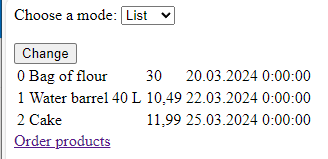 Choose a mode: List
Change
0 Bag of flour 30 20.03.2024 0:00:00
1 Water barrel 40 L 10,49 22.03.2024 0:00:00
2 Cake 11,99 25.03.2024 0:00:00
Order products